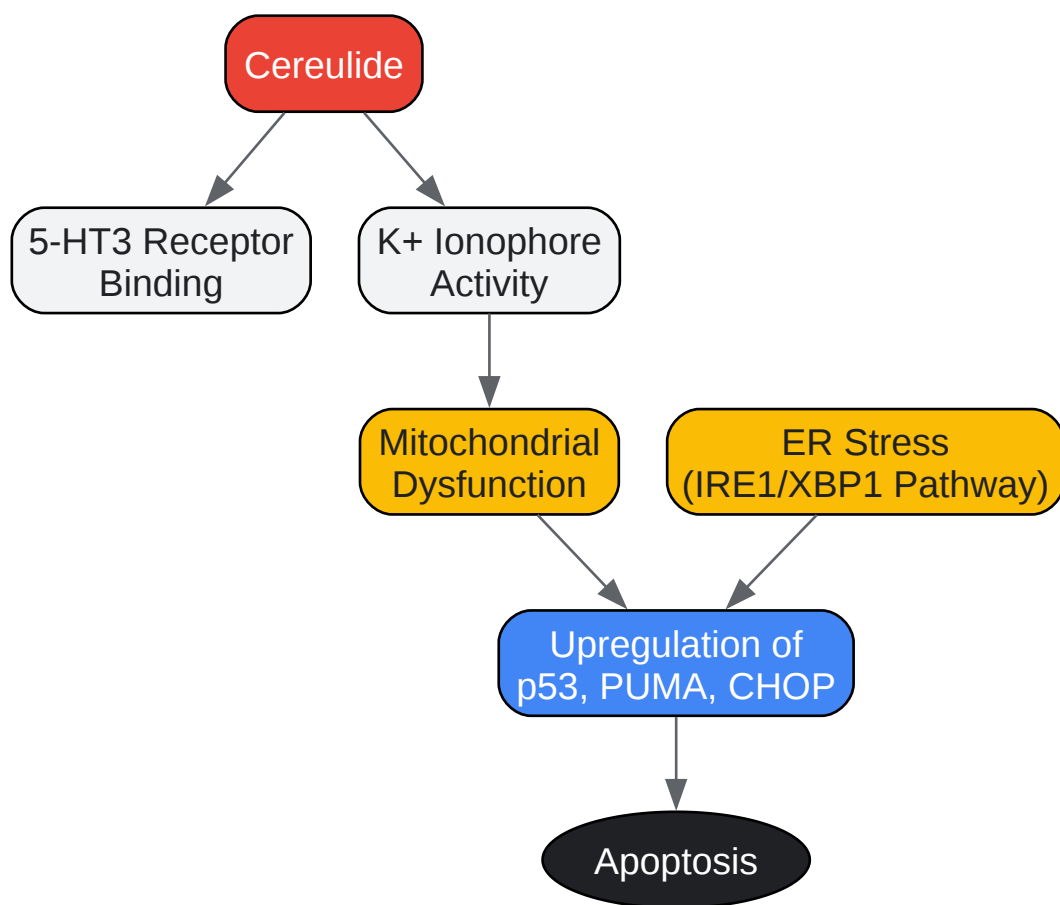 Cereulide
5-HT3 Receptor
Binding
K+ Ionophore
Activity
Mitochondrial
Dysfunction
ER Stress
(IRE1/XBP1 Pathway)
Upregulation of
p53, PUMA, CHOP
Apoptosis